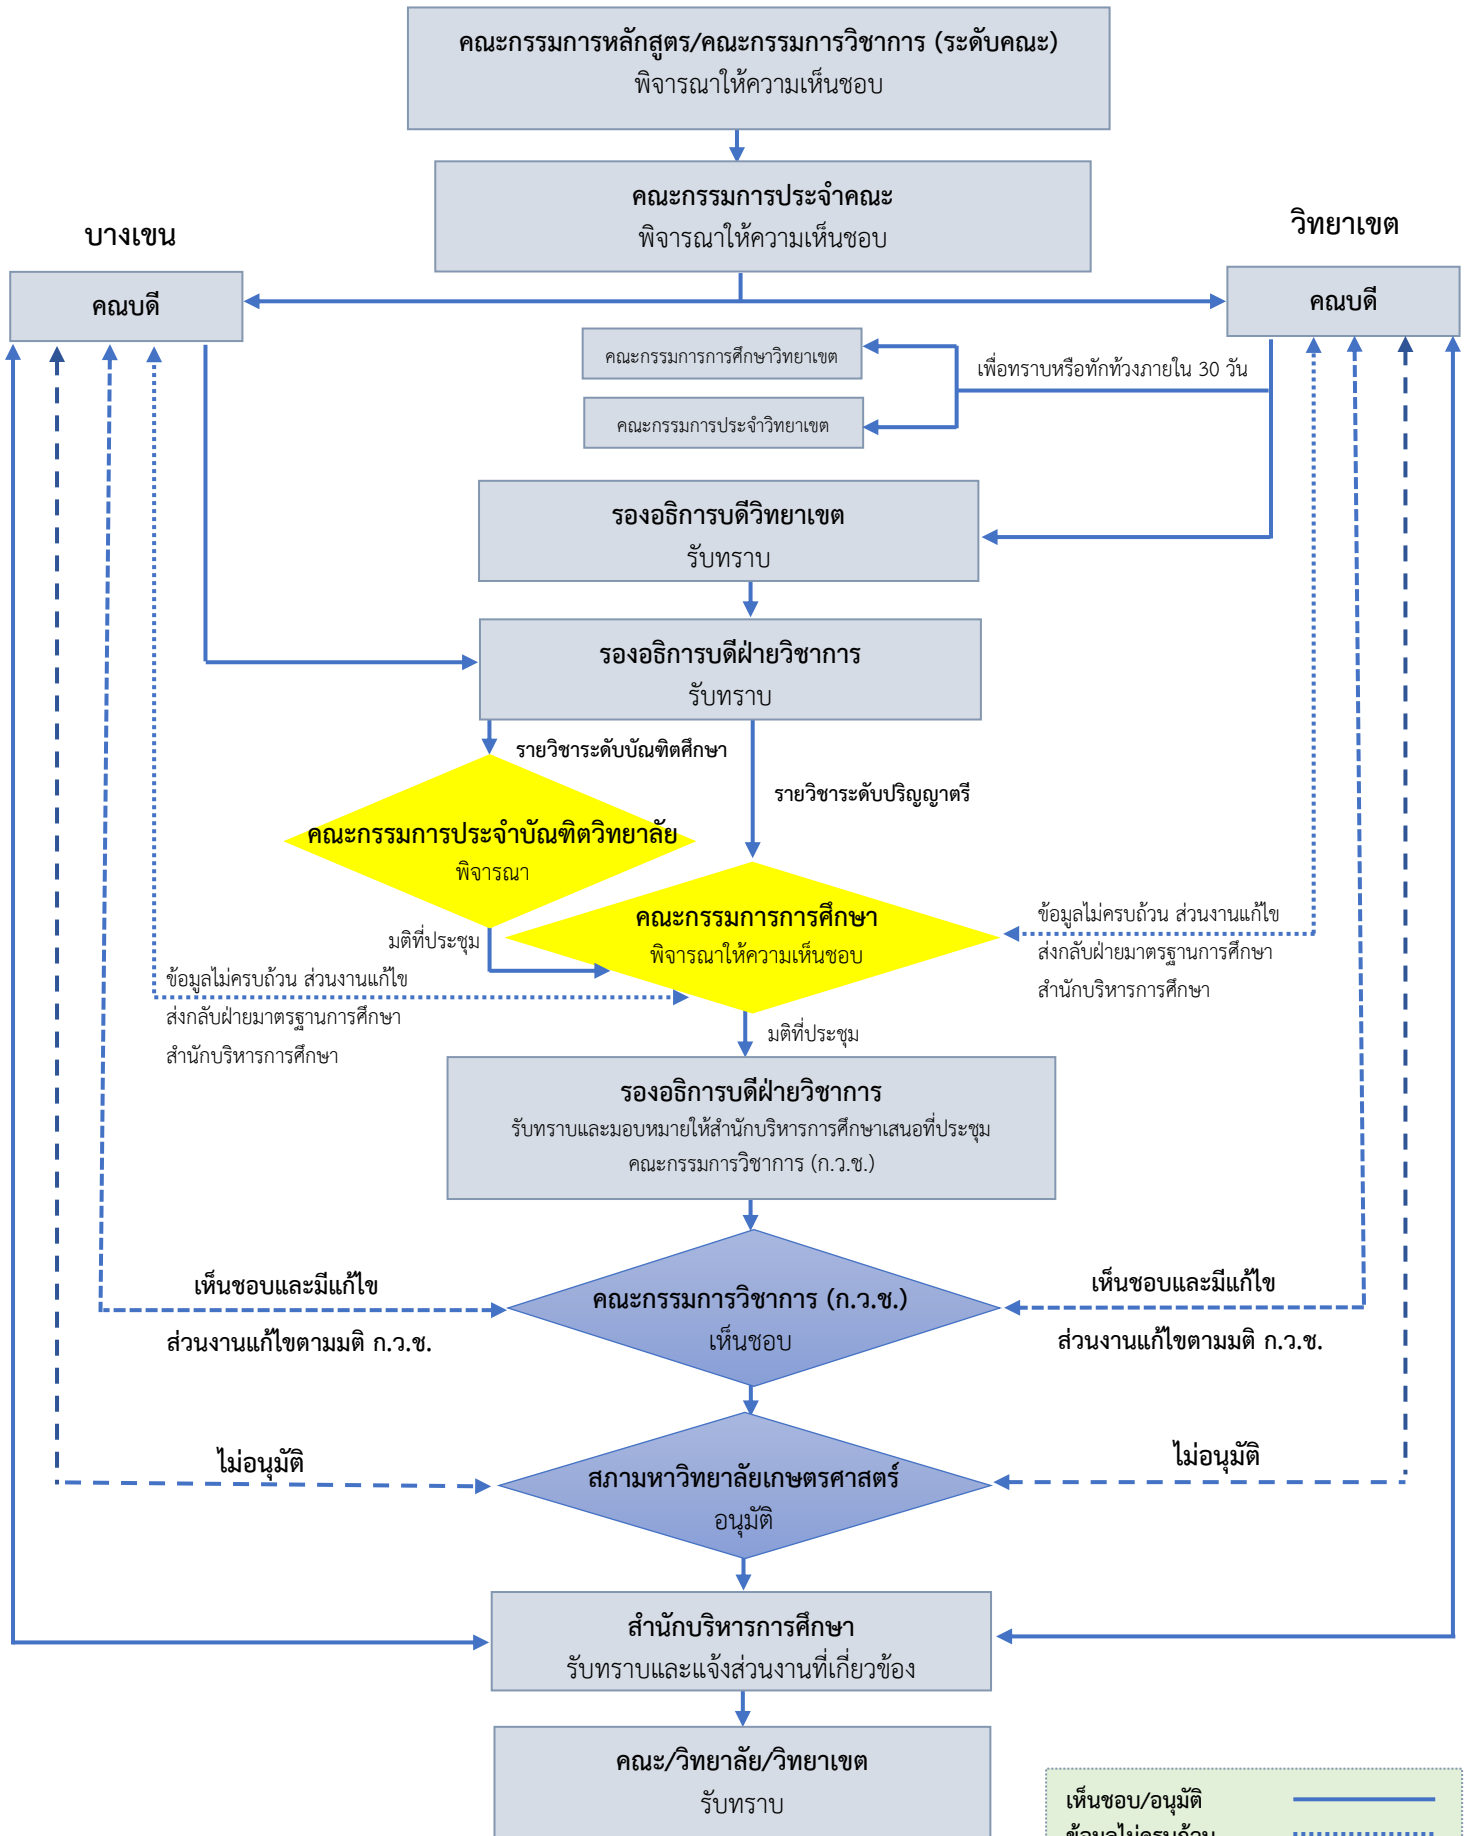 คณะกรรมการหลักสูตร/คณะกรรมการวิชาการ (ระดับคณะ)
พิจารณาให้ความเห็นชอบ
คณะกรรมการประจำคณะ
พิจารณาให้ความเห็นชอบ
บางเขน
วิทยาเขต
คณบดี
คณบดี
คณะกรรมการการศึกษาวิทยาเขต
เพื่อทราบหรือทักท้วงภายใน 30 วัน
คณะกรรมการประจำวิทยาเขต
รองอธิการบดีวิทยาเขต
รับทราบ
รองอธิการบดีฝ่ายวิชาการ
รับทราบ
รายวิชาระดับบัณฑิตศึกษา
รายวิชาระดับปริญญาตรี
คณะกรรมการประจำบัณฑิตวิทยาลัย
พิจารณา
คณะกรรมการการศึกษา
พิจารณาให้ความเห็นชอบ
มติที่ประชุม
ข้อมูลไม่ครบถ้วน ส่วนงานแก้ไข
ส่งกลับฝ่ายมาตรฐานการศึกษา
สำนักบริหารการศึกษา
ข้อมูลไม่ครบถ้วน ส่วนงานแก้ไข
ส่งกลับฝ่ายมาตรฐานการศึกษา
สำนักบริหารการศึกษา
มติที่ประชุม
รองอธิการบดีฝ่ายวิชาการ
รับทราบและมอบหมายให้สำนักบริหารการศึกษาเสนอที่ประชุม
คณะกรรมการวิชาการ (ก.ว.ช.)
เห็นชอบและมีแก้ไข
ส่วนงานแก้ไขตามมติ ก.ว.ช.
คณะกรรมการวิชาการ (ก.ว.ช.)
เห็นชอบ
เห็นชอบและมีแก้ไข
ส่วนงานแก้ไขตามมติ ก.ว.ช.
ไม่อนุมัติ
สภามหาวิทยาลัยเกษตรศาสตร์
อนุมัติ
ไม่อนุมัติ
สำนักบริหารการศึกษา
รับทราบและแจ้งส่วนงานที่เกี่ยวข้อง
คณะ/วิทยาลัย/วิทยาเขต
รับทราบ
เห็นชอบ/อนุมัติ
ข้อมูลไม่ครบถ้วน